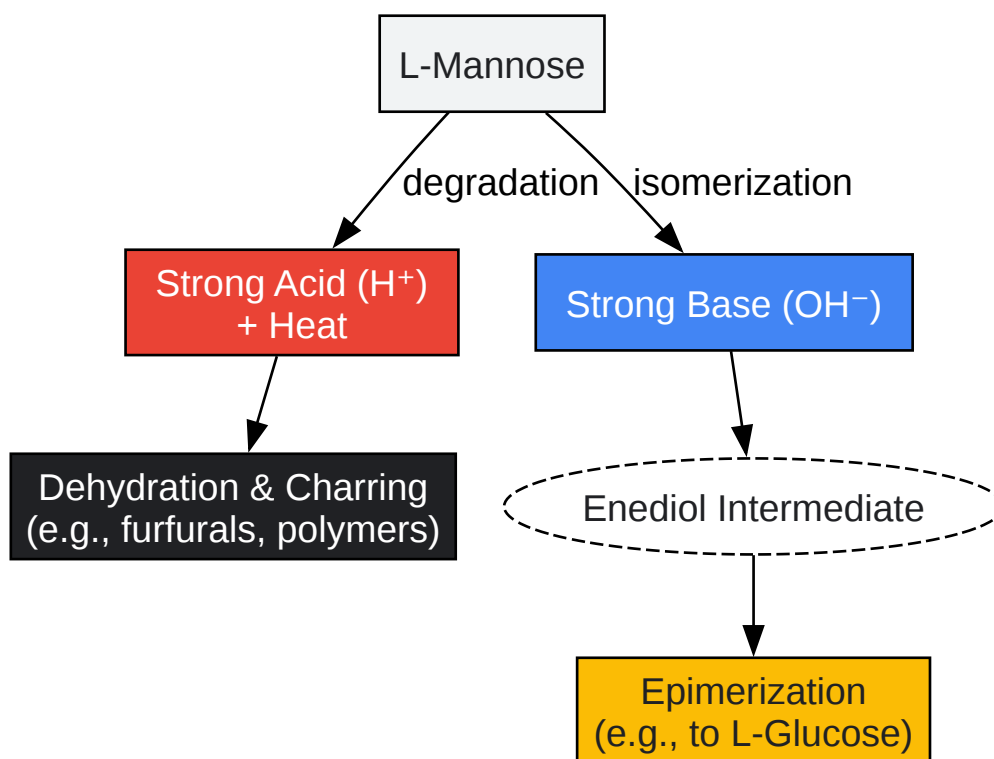 L-Mannose
degradation
isomerization
Strong Acid (H⁺)
+ Heat
Strong Base (OH⁻)
Dehydration & Charring
(e.g., furfurals, polymers)
Enediol Intermediate
Epimerization
(e.g., to L-Glucose)